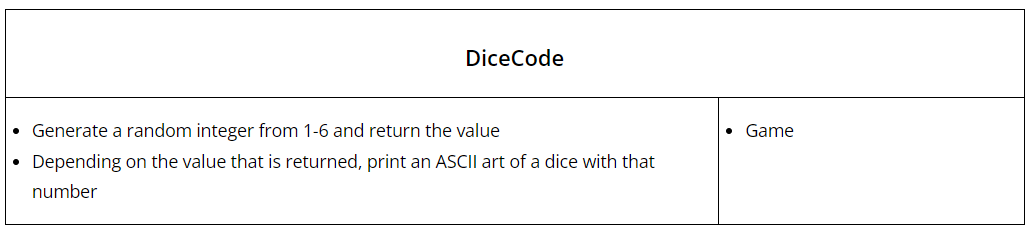 DiceCode
• Generate a random integer from 1-6 and return the value
• Depending on the value that is returned, print an ASCII art of a dice with that
number
• Game